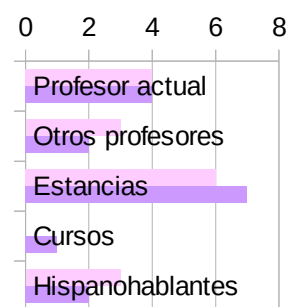 0 2 4 6 8
Profesor actual
Otros profesores
Estancias
Cursos
Hispanohablantes